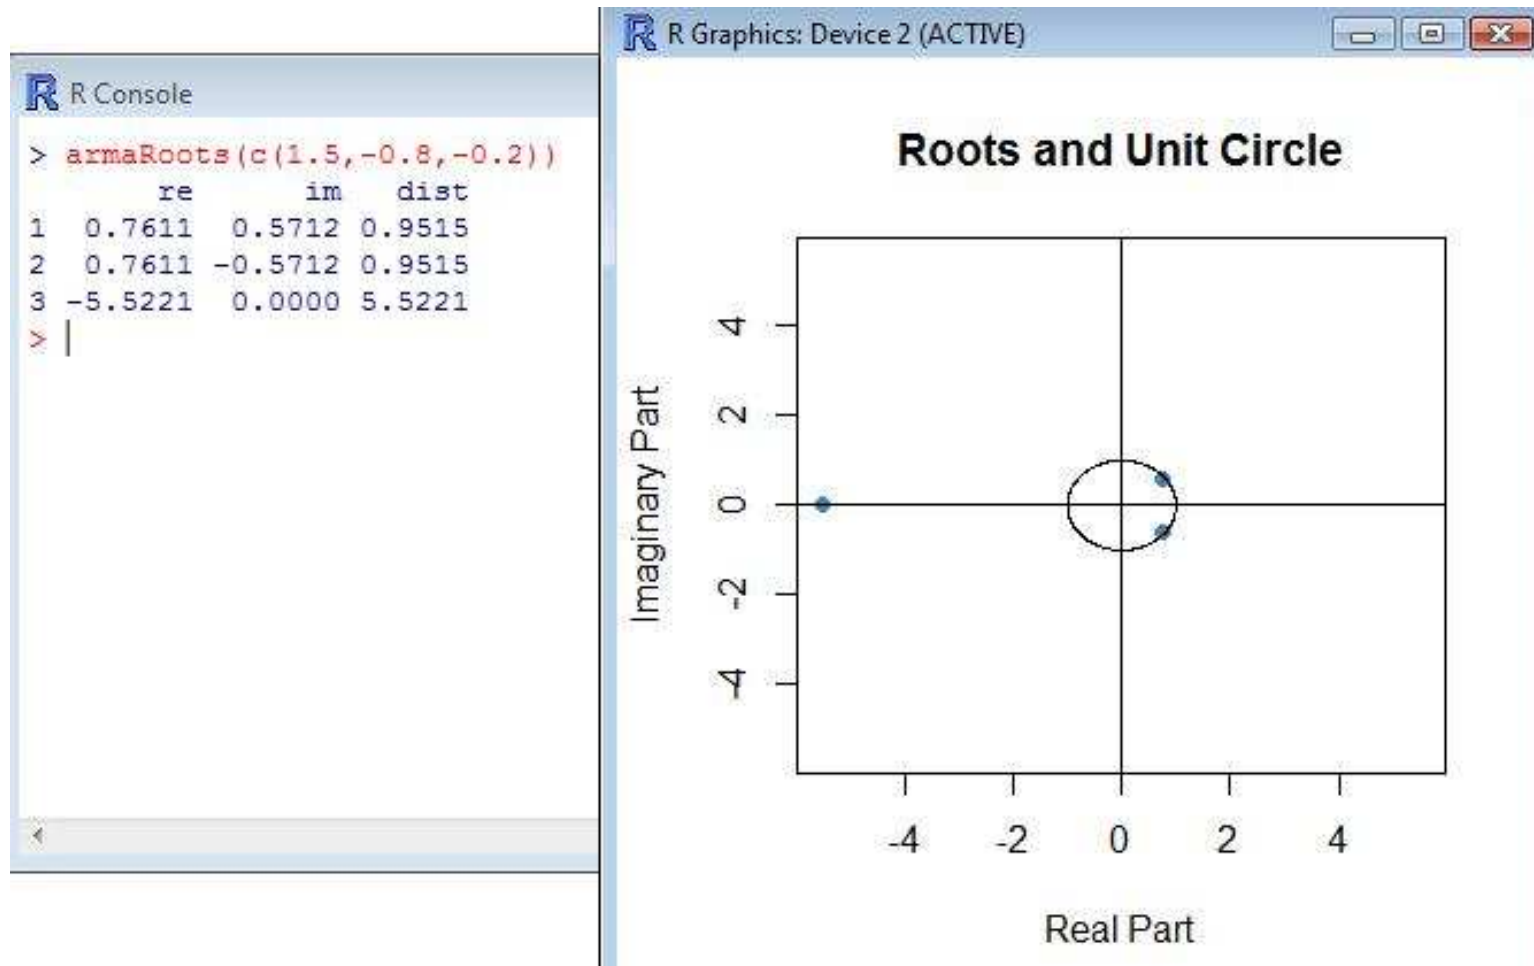 R Console
> armaRoots(c(1.5,-0.8,-0.2))
re im dist
1 0.7611 0.5712 0.9515
2 0.7611 -0.5712 0.9515
3 -5.5221 0.0000 5.5221
>
R Graphics: Device 2 (ACTIVE)
Roots and Unit Circle
Imaginary Part
4
2
0
-2
-4
-4 -2 0 2 4
Real Part